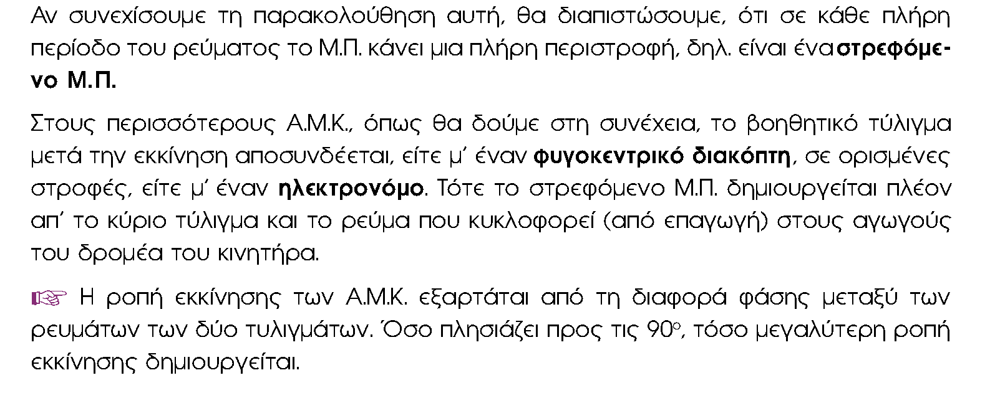 Αν συνεχίσουμε τη παρακολούθηση αυτή, θα διαπιστώσουμε, ότι σε κάθε πλήρη
περίοδο του ρεύματος το Μ.Π. κάνει μια πλήρη περιστροφή, δηλ. είναι ένα στρεφόμε-
νο Μ.Π.
Στους περισσότερους Α.Μ.Κ., όπως θα δούμε στη συνέχεια, το βοηθητικό τύλιγμα
μετά την εκκίνηση αποσυνδέεται, είτε μ’ έναν φυγοκεντρικό διακόπτη, σε ορισμένες
στροφές, είτε μ’ έναν ηλεκτρονόμο. Τότε το στρεφόμενο Μ.Π. δημιουργείται πλέον
απ’ το κύριο τύλιγμα και το ρεύμα που κυκλοφορεί (από επαγωγή) στους αγωγούς
του δρομέα του κινητήρα.
☞ Η ροπή εκκίνησης των Α.Μ.Κ. εξαρτάται από τη διαφορά φάσης μεταξύ των
ρευμάτων των δύο τυλιγμάτων. Όσο πλησιάζει προς τις 90º, τόσο μεγαλύτερη ροπή
εκκίνησης δημιουργείται.